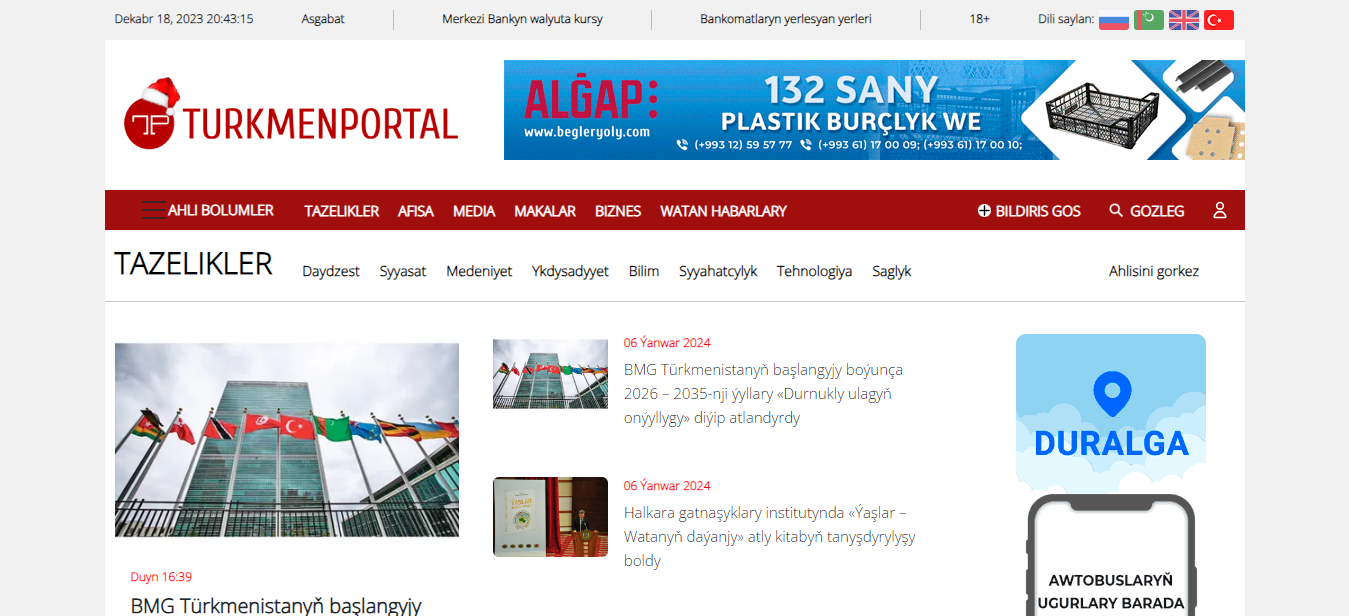 Dekabr 18, 2023 20:43:15 Asgabat Merkezi Bankyn walyuta kursy Bankomatlaryn yerlesyan yerleri 18+ Dili saylan:
TURKMENPORTAL
ALĞAP:
www.begleryoly.com
132 SANY
PLASTIK BURÇLYK WE
(+993 12) 59 57 77 (+993 61) 17 00 09; (+993 61) 17 00 10;
AHLI BOLUMLER TAZELIKLER AFISA MEDIA MAKALAR BIZNES WATAN HABARLARY BILDIRIS GOS GOZLEG
TAZELIKLER Daydzest Syyasat Medeniyet Ykdysadyyet Bilim Syyahatcylyk Tehnologiya Saglyk Ahlisini gorkez
Duyn 16:39
BMG Türkmenistanyň başlangyjy
06 Ýanwar 2024
BMG Türkmenistanyň başlangyjy boýunça
2026 – 2035-nji ýyllary «Durnukly ulagyň
onýyllygy» diýip atlandyrdy
06 Ýanwar 2024
Halkara gatnaşyklary institutynda «Ýaşlar –
Watanyň daýanjy» atly kitabyň tanyşdyrylyşy
boldy
DURALGA
AWTOBUSLARYŇ
UGURLARY BARADA